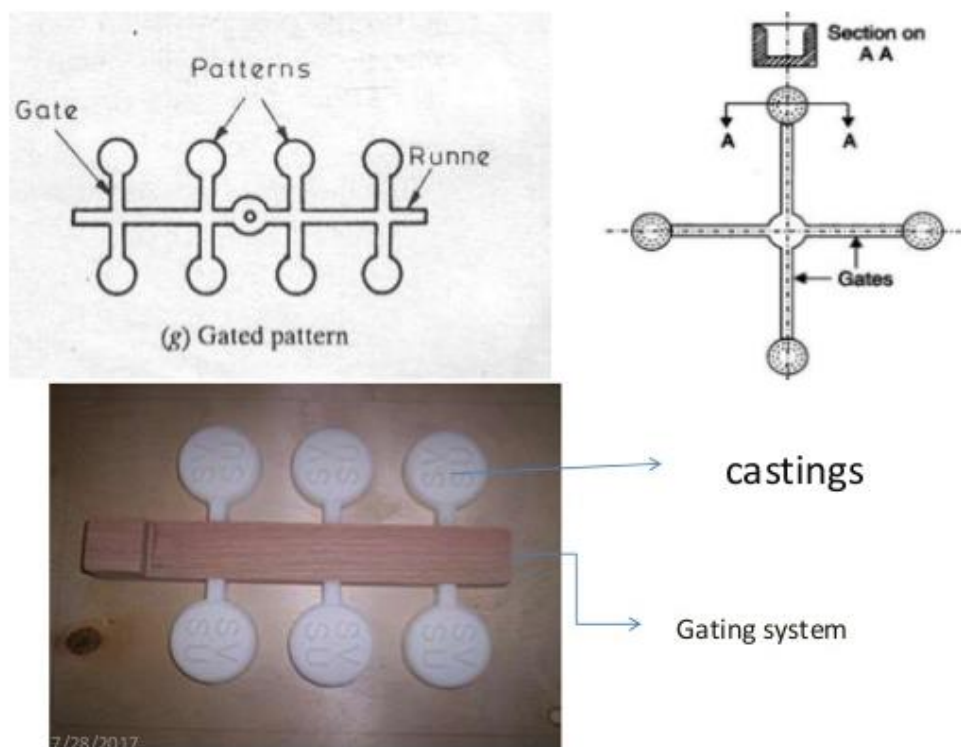 Patterns
Gate
Runne
(g) Gated pattern
Section on
A A
A
A
Gates
castings
Gating system
7/28/2017